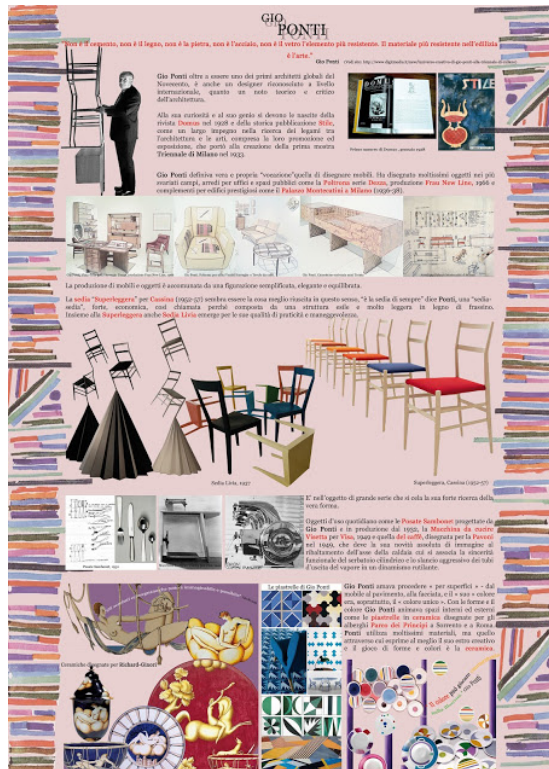 GIO
PONTI
"Non è il cemento, non è il legno, non è la pietra, non è l'acciaio, non è il vetro l'elemento più resistente. Il materiale più resistente nell'edilizia
è l'arte."
Gio Ponti
Gio Ponti oltre a essere uno dei primi architetti globali del
Novecento, è anche un designer riconosciuto a livello
internazionale, quanto un noto teorico e critico
dell'architettura.
Alla sua curiosità e al suo genio si devono le nascite della
rivista Domus nel 1928 e della storica pubblicazione Stile,
come un largo impegno nella ricerca dei legami tra
l'architettura e le arti, compresa la loro promozione ed
esposizione, che portò alla creazione della prima mostra
Triennale di Milano nel 1933.
STILE
Primo numero di Domus, gennaio 1928
Gio Ponti definiva vera e propria "vocazione"quella di disegnare mobili. Ha disegnato moltissimi oggetti nei più
svariati campi, arredi per uffici e spazi pubblici come la Poltrona serie Dezza, produzione Frau New Line, 1966 e
complementi per edifici prestigiosi come il Palazzo Montecatini a Milano (1936-38).
La produzione di mobili e oggetti è accomunata da una figurazione semplificata, elegante e equilibrata.
La sedia "Superleggera" per Cassina (1952-57) sembra essere la cosa meglio riuscita in questo senso, "è la sedia di sempre" dice Ponti, una "sedia-
sedia", forte, economica, così chiamata perché composta da una struttura esile e molto leggera in legno di frassino.
Insieme alla Superleggera anche Sedia Livia emerge per le sue qualità di praticità e maneggevolezza.
Sedia Livia, 1937
Superleggera, Cassina (1952-57)
E' nell'oggetto di grande serie che si cela la sua forte ricerca della
vera forma.
Oggetti d'uso quotidiano come le Posate Sambonet progettate da
Gio Ponti e in produzione dal 1932, la Macchina da cucire
Visetta per Visa, 1949 e quella del caffè, disegnata per la Pavoni
nel 1949, che deve la sua novità assoluta di immagine al
ribaltamento dell'asse della caldaia cui si associa la sincerità
funzionale del serbatoio cilindrico e lo slancio aggressivo dei tubi
d'uscita del vapore in un dinamismo rutilante.
Le piastrelle di Gio Ponti
Gio Ponti amava procedere « per superfici » - dal
mobile al pavimento, alla facciata, e il « suo » colore
era, soprattutto, il « colore unico ». Con le forme e il
colore Gio Ponti animava spazi interni ed esterni
come le piastrelle in ceramica disegnate per gli
alberghi Parco dei Principi a Sorrento e a Roma.
Ponti utilizza moltissimi materiali, ma quello
attraverso cui esprime al meglio il suo estro creativo
e il gioco di forme e colori è la ceramica.
Ceramiche disegnate per Richard-Ginori